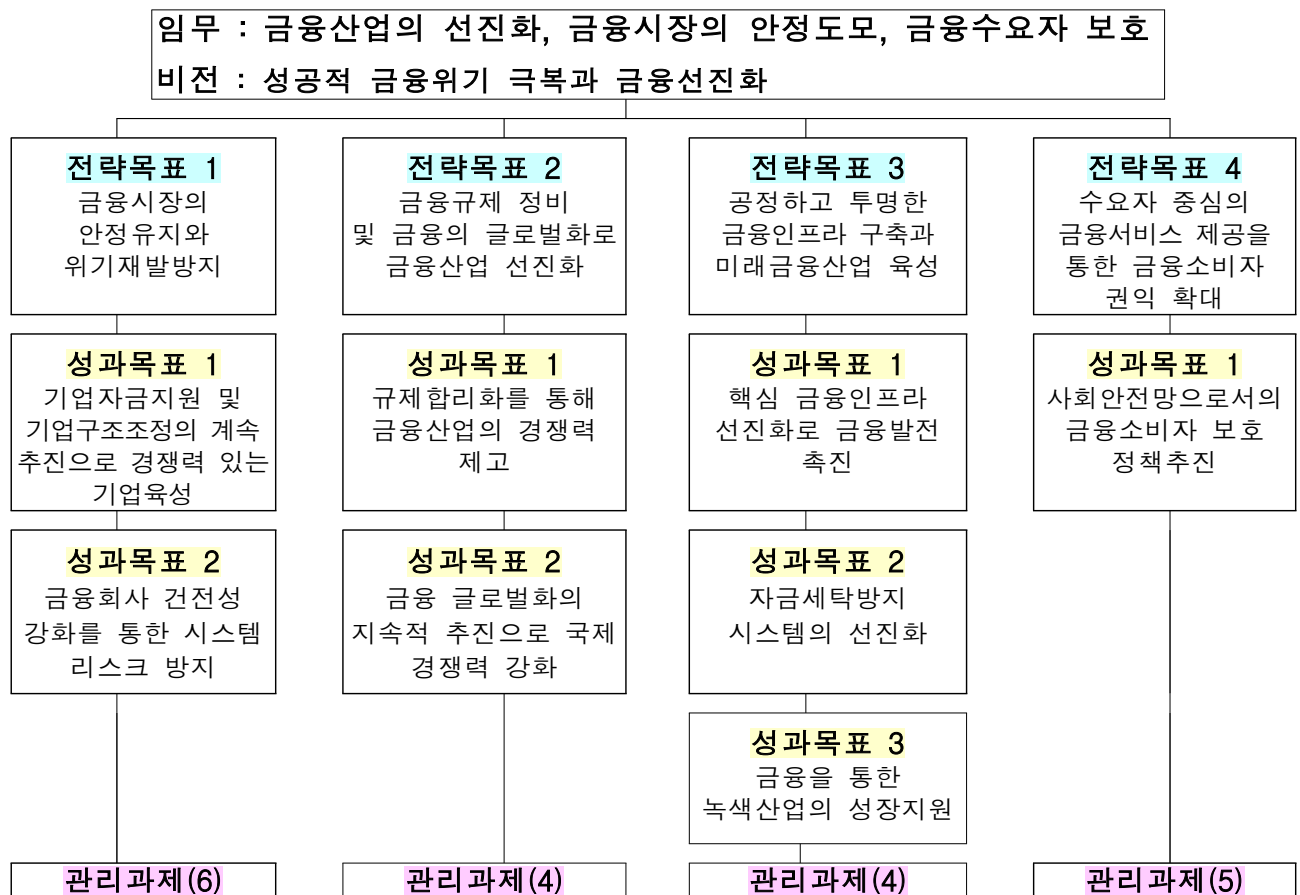 임무 : 금융산업의 선진화, 금융시장의 안정도모, 금융수요자 보호
비전 : 성공적 금융위기 극복과 금융선진화
전략목표 1
금융시장의
안정유지와
위기재발방지
전략목표 2
금융규제 정비
및 금융의 글로벌화로
금융산업 선진화
전략목표 3
공정하고 투명한
금융인프라 구축과
미래금융산업 육성
전략목표 4
수요자 중심의
금융서비스 제공을
통한 금융소비자
권익 확대
성과목표 1
기업자금지원 및
기업구조조정의 계속
추진으로 경쟁력 있는
기업육성
성과목표 1
규제합리화를 통해
금융산업의 경쟁력
제고
성과목표 1
핵심 금융인프라
선진화로 금융발전
촉진
성과목표 1
사회안전망으로서의
금융소비자 보호
정책추진
성과목표 2
금융회사 건전성
강화를 통한 시스템
리스크 방지
성과목표 2
금융 글로벌화의
지속적 추진으로 국제
경쟁력 강화
성과목표 2
자금세탁방지
시스템의 선진화
성과목표 3
금융을 통한
녹색산업의 성장지원
관리과제(6)
관리과제(4)
관리과제(4)
관리과제(5)